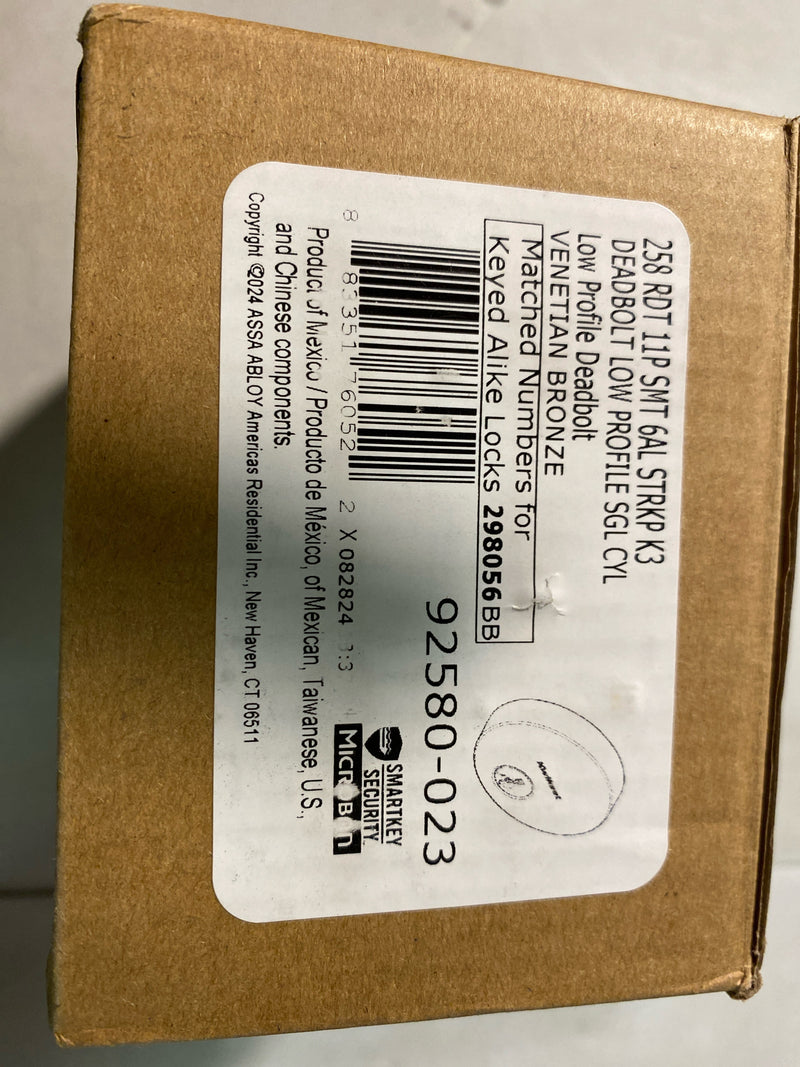 258 RDT 11P SMT 6AL STRKP K3
DEADBOLT LOW PROFILE SGL CYL
Low Profile Deadbolt
VENETIAN BRONZE
Matched Numbers for
Keyed Alike Locks 298056 BB
92580-023
8 83351 76052 2 X 082824
SMARTKEY
SECURITY
Product of Mexico / Producto de México, of Mexican, Taiwanese, U.S.,
and Chinese components.
Copyright ©2024 ASSA ABLOY Americas Residential Inc., New Haven, CT 06511